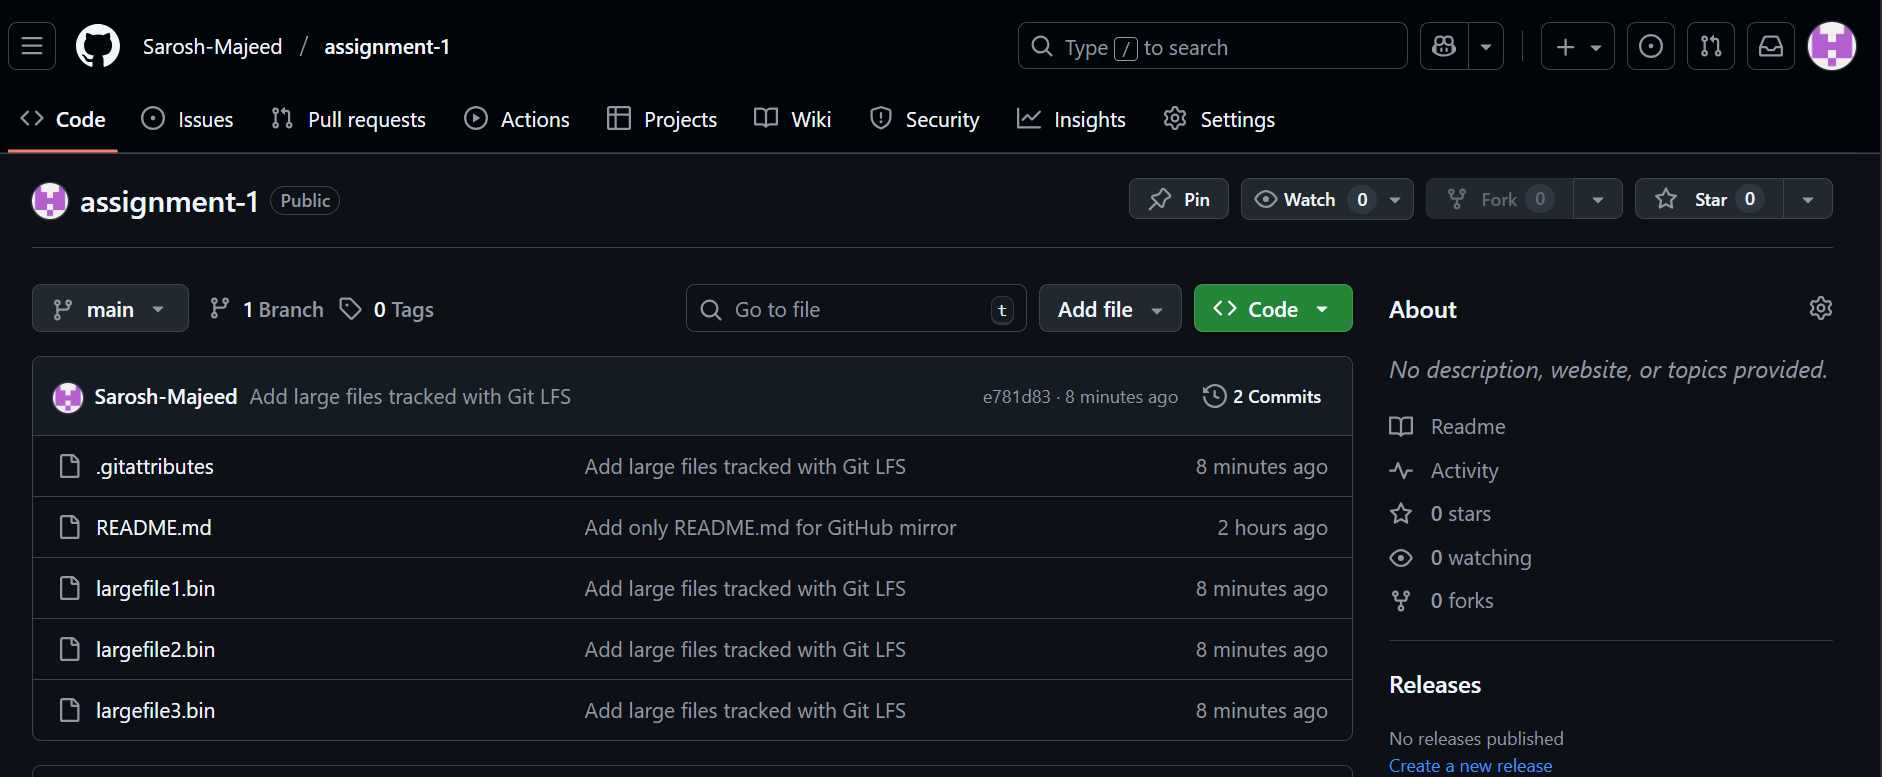 Sarosh-Majeed / assignment-1
Type / to search
Code Issues Pull requests Actions Projects Wiki Security Insights Settings
assignment-1 Public
Pin Watch 0 Fork 0 Star 0
main 1 Branch 0 Tags
Go to file t Add file Code
Sarosh-Majeed Add large files tracked with Git LFS e781d83 · 8 minutes ago 2 Commits
.gitattributes Add large files tracked with Git LFS 8 minutes ago
README.md Add only README.md for GitHub mirror 2 hours ago
largefile1.bin Add large files tracked with Git LFS 8 minutes ago
largefile2.bin Add large files tracked with Git LFS 8 minutes ago
largefile3.bin Add large files tracked with Git LFS 8 minutes ago
About
No description, website, or topics provided.
Readme
Activity
0 stars
0 watching
0 forks
Releases
No releases published
Create a new release